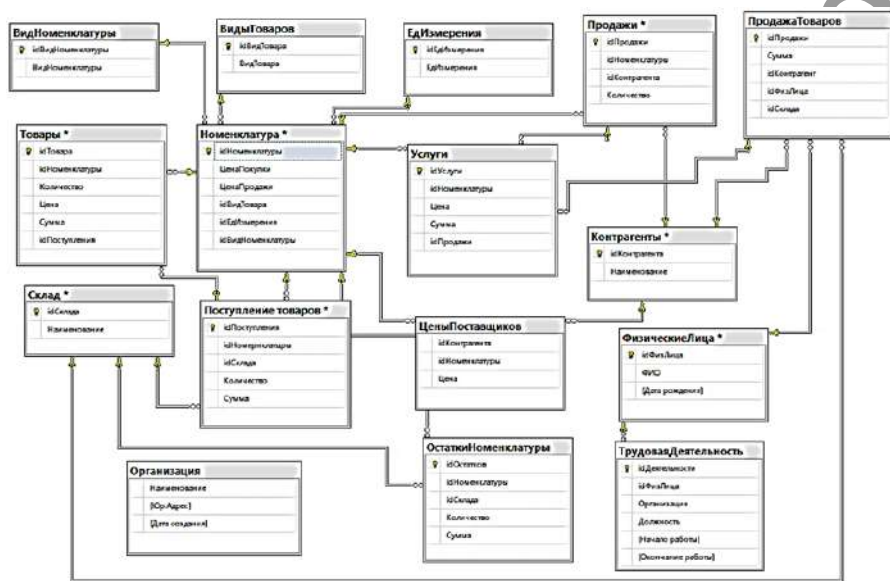 ВидНоменклатуры
idВидНоменклатуры
ВидНоменклатуры
ВидыТоваров
idВидТовара
ВидТовара
ЕдИзмерения
idЕдИзмерения
ЕдИзмерения
Продажи *
idПродажи
idНоменклатуры
idКонтрагента
Количество
ПродажаТоваров
idПродажи
Сумма
idКонтрагент
idФизЛица
idСклада
Товары *
idТовара
idНоменклатуры
Количество
Цена
Сумма
idПоступления
Номенклатура *
idНоменклатуры
ЦенаПокупки
ЦенаПродажи
idВидТовара
idЕдИзмерения
idВидНоменклатуры
Услуги
idУслуги
idНоменклатуры
Цена
Сумма
idПродажи
Контрагенты *
idКонтрагента
Наименование
Склад *
idСклада
Наименование
Поступление товаров *
idПоступления
idНоменклатуры
idСклада
Количество
Сумма
ЦеныПоставщиков
idКонтрагента
idНоменклатуры
Цена
ФизическиеЛица *
idФизЛица
ФИО
[Дата рождения]
Организация
Наименование
[Юр.Адрес]
[Дата создания]
ОстаткиНоменклатуры
idОстатков
idНоменклатуры
idСклада
Количество
Сумма
ТрудоваяДеятельность
idДеятельности
idФизЛица
Организация
Должность
[Начало работы]
[Окончание работы]